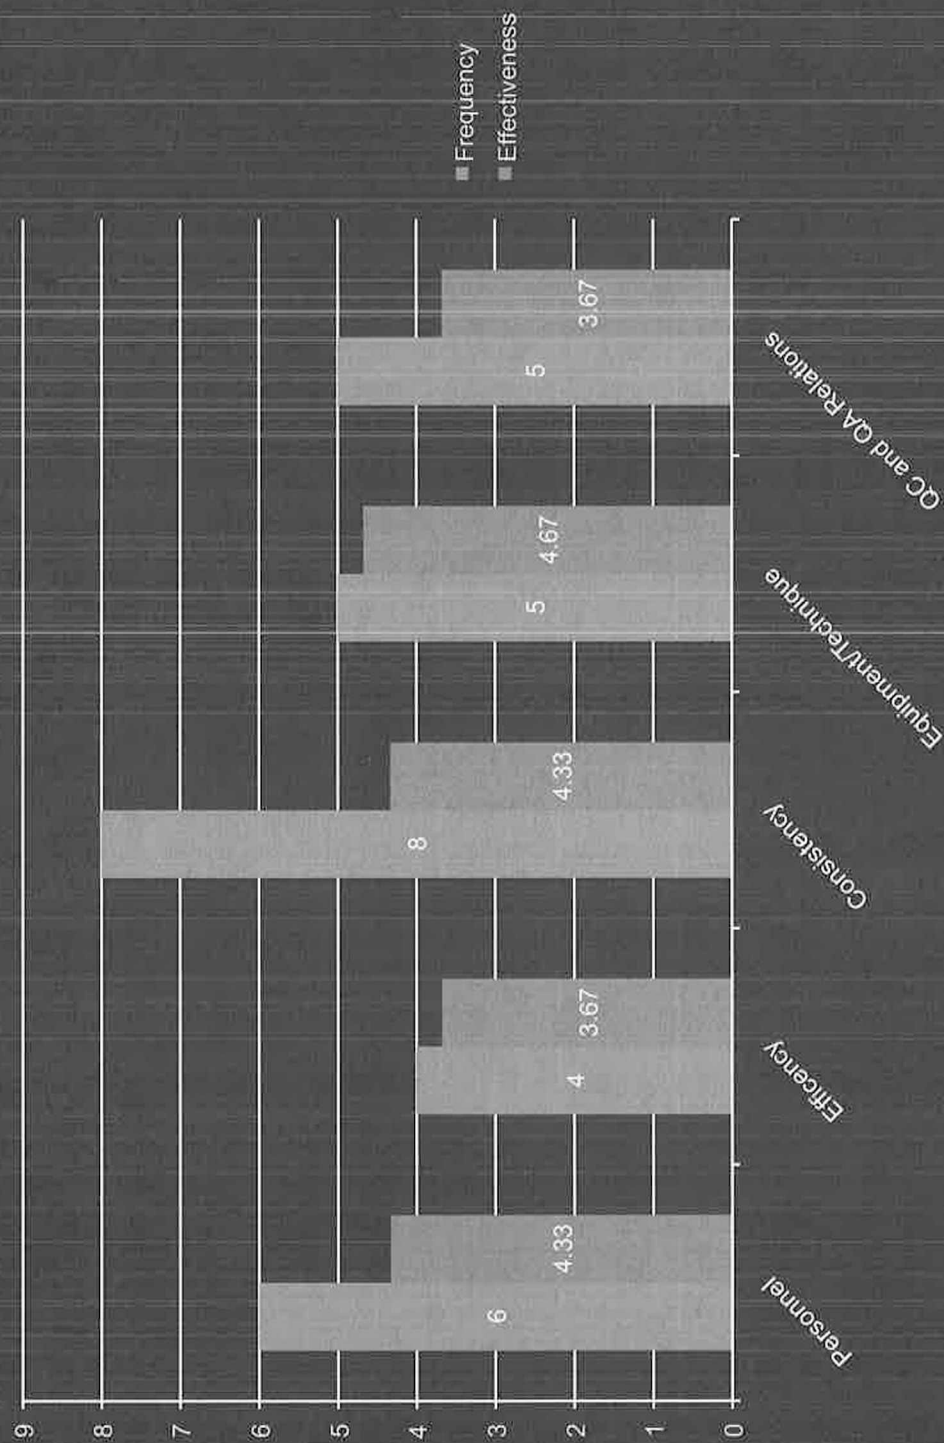 9
8
7
6
5
4
3
2
1
0
6
4.33
4
3.67
8
4.33
5
4.67
5
3.67
Personnel
Efficency
Consistency
Equipment/Technique
QC and QA Relations
Frequency
Effectiveness